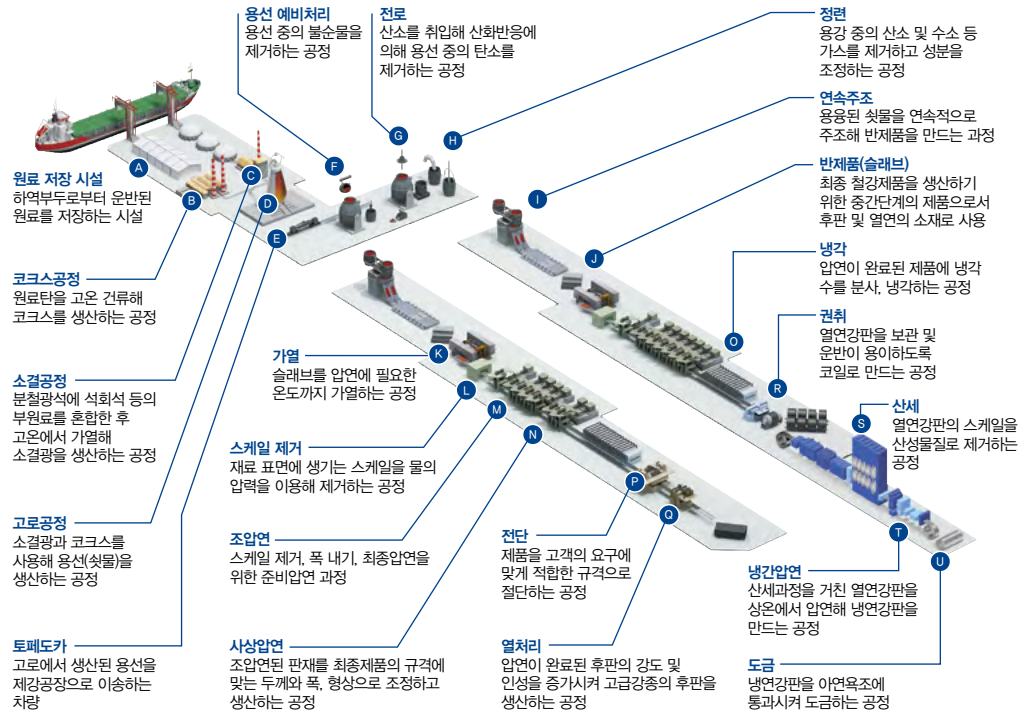 용선 예비처리
용선 중의 불순물을
제거하는 공정
전로
산소를 취입해 산화반응에
의해 용선 중의 탄소를
제거하는 공정
정련
용강 중의 산소 및 수소 등
가스를 제거하고 성분을
조정하는 공정
연속주조
용융된 쇳물을 연속적으로
주조해 반제품을 만드는 과정
반제품(슬래브)
최종 철강제품을 생산하기
위한 중간단계의 제품으로서
후판 및 열연의 소재로 사용
냉각
압연이 완료된 제품에 냉각
수를 분사, 냉각하는 공정
권취
열연강판을 보관 및
운반이 용이하도록
코일로 만드는 공정
산세
열연강판의 스케일을
산성물질로 제거하는
공정
원료 저장 시설
하역부두로부터 운반된
원료를 저장하는 시설
코크스공정
원료탄을 고온 건류해
코크스를 생산하는 공정
소결공정
분철광석에 석회석 등의
부원료를 혼합한 후
고온에서 가열해
소결광을 생산하는 공정
고로공정
소결광과 코크스를
사용해 용선(쇳물)을
생산하는 공정
토페도카
고로에서 생산된 용선을
제강공장으로 이송하는
차량
가열
슬래브를 압연에 필요한
온도까지 가열하는 공정
스케일 제거
재료 표면에 생기는 스케일을 물의
압력을 이용해 제거하는 공정
조압연
스케일 제거, 폭 내기, 최종압연을
위한 준비압연 과정
사상압연
조압연된 판재를 최종제품의 규격에
맞는 두께와 폭, 형상으로 조정하고
생산하는 공정
전단
제품을 고객의 요구에
맞게 적합한 규격으로
절단하는 공정
열처리
압연이 완료된 후판의 강도 및
인성을 증가시켜 고급강종의 후판을
생산하는 공정
냉간압연
산세과정을 거친 열연강판을
상온에서 압연해 냉연강판을
만드는 공정
도금
냉연강판을 아연욕조에
통과시켜 도금하는 공정
A
B
C
D
E
F
G
H
I
J
K
L
M
N
O
P
Q
R
S
T
U